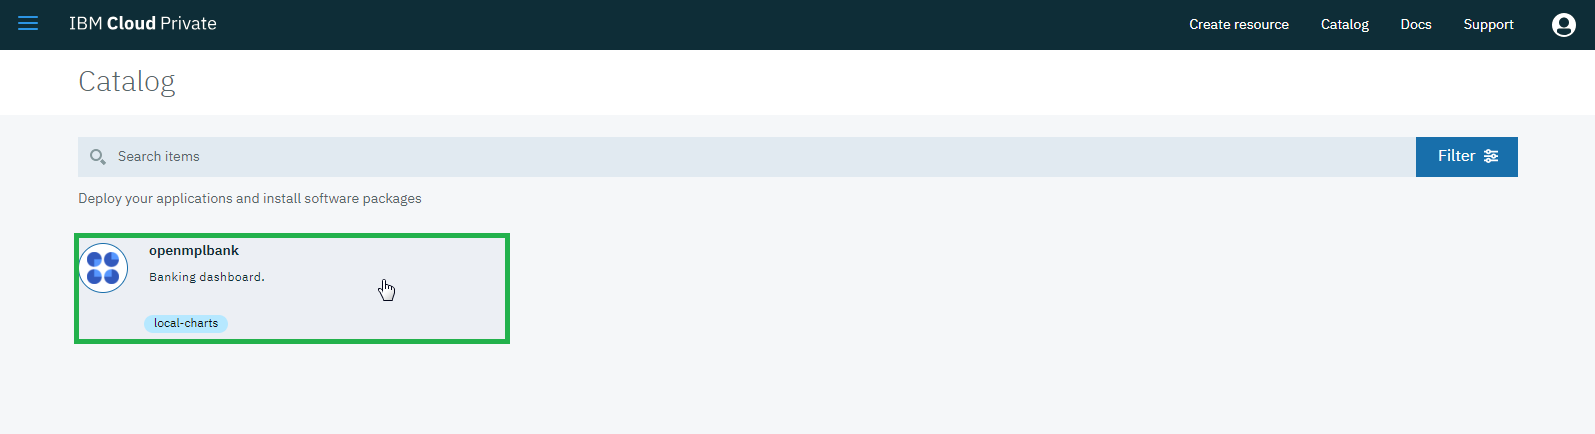 IBM Cloud Private
Create resource Catalog Docs Support
Catalog
Search items
Filter
Deploy your applications and install software packages
openmplbank
Banking dashboard.
local-charts